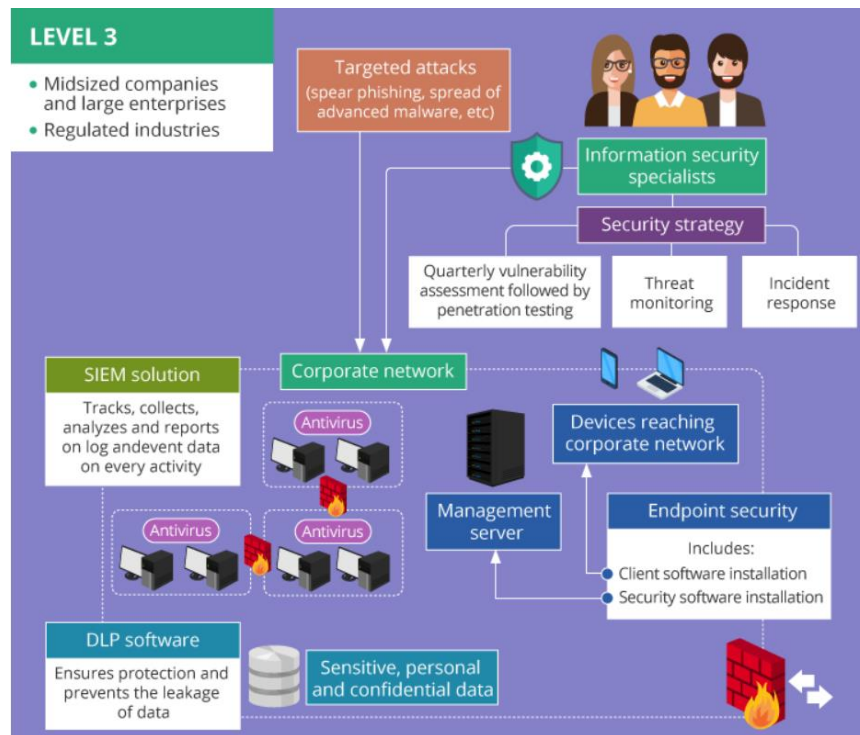 LEVEL 3
• Midsized companies
and large enterprises
• Regulated industries
Targeted attacks
(spear phishing, spread of
advanced malware, etc)
Information security
specialists
Security strategy
Quarterly vulnerability
assessment followed by
penetration testing
Threat
monitoring
Incident
response
Corporate network
SIEM solution
Tracks, collects,
analyzes and reports
on log andevent data
on every activity
Antivirus
Antivirus
Antivirus
Devices reaching
corporate network
Management
server
Endpoint security
Includes:
Client software installation
Security software installation
DLP software
Ensures protection and
prevents the leakage
of data
Sensitive, personal
and confidential data